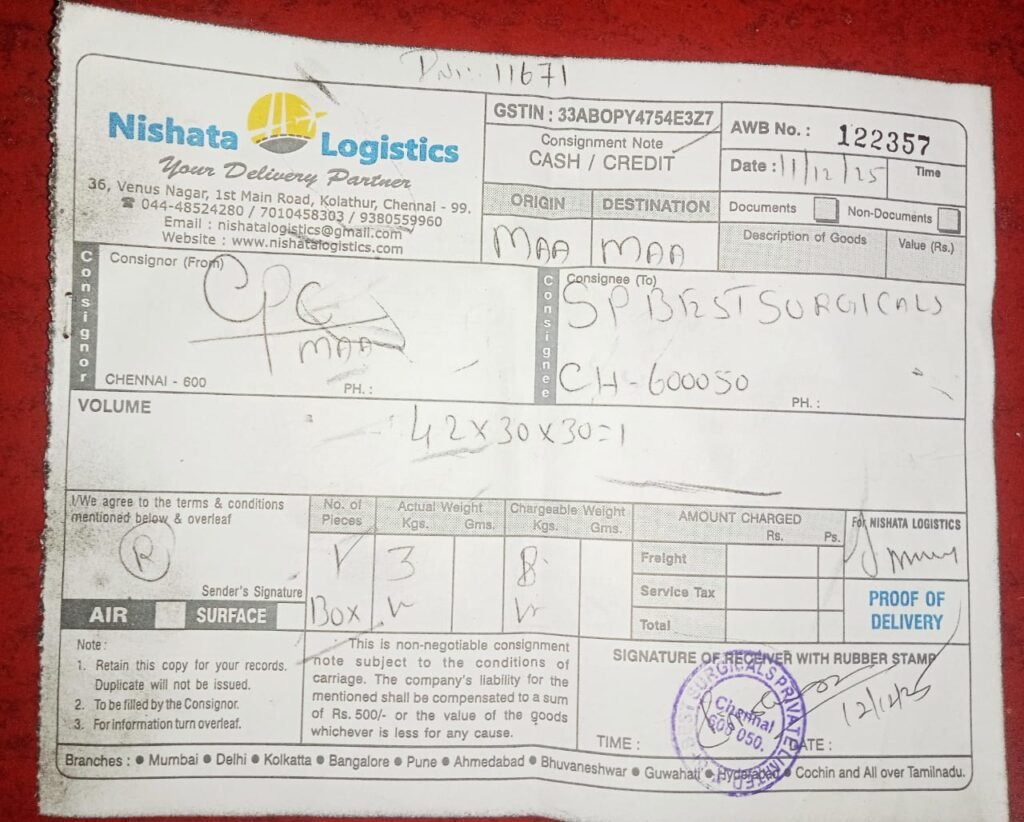 Inv: 11671
Nishata Logistics
Your Delivery Partner
36, Venus Nagar, 1st Main Road, Kolathur, Chennai - 99.
☎ 044-48524280 / 7010458303 / 9380559960
Email : nishatalogistics@gmail.com
Website : www.nishatalogistics.com
GSTIN : 33ABOPY4754E3Z7
Consignment Note
CASH / CREDIT
AWB No. : 122357
Date : 11/12/25 Time
ORIGIN DESTINATION
MAA MAA
Documents Non-Documents
Description of Goods Value (Rs.)
Consignor
Consignor (From)
CPC
MAA
CHENNAI - 600 PH. :
Consignee
Consignee (To)
SP BEST SURGICALS
CH-600050
PH. :
VOLUME
42x30x30=1
I/We agree to the terms & conditions
mentioned below & overleaf
R
Sender's Signature
AIR SURFACE
No. of Pieces
Actual Weight
Kgs. Gms.
Chargeable Weight
Kgs. Gms.
1 3 8
Box
AMOUNT CHARGED
Rs. Ps.
Freight
Service Tax
Total
For NISHATA LOGISTICS
PROOF OF
DELIVERY
Note :
1. Retain this copy for your records.
Duplicate will not be issued.
2. To be filled by the Consignor.
3. For information turn overleaf.
This is non-negotiable consignment
note subject to the conditions of
carriage. The company's liability for the
mentioned shall be compensated to a sum
of Rs. 500/- or the value of the goods
whichever is less for any cause.
SIGNATURE OF RECEIVER WITH RUBBER STAMP
SURGICALS PRIVATE LIMITED
Chennai
600 050.
12/12/25
TIME : DATE :
Branches : ● Mumbai ● Delhi ● Kolkatta ● Bangalore ● Pune ● Ahmedabad ● Bhuvaneshwar ● Guwahati ● Hyderabad ● Cochin and All over Tamilnadu.